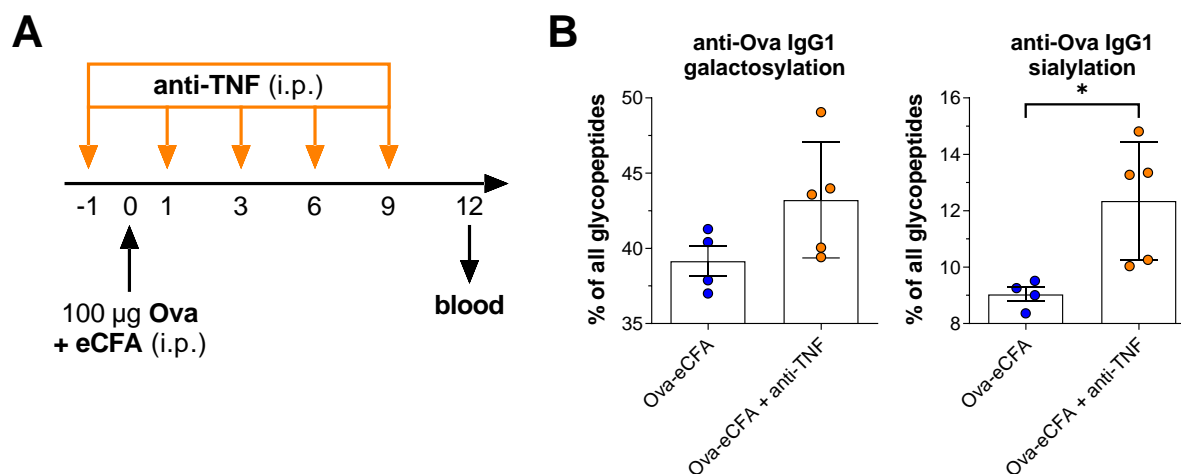 A
anti-TNF (i.p.)
-1 0 1 3 6 9 12
100 µg Ova
+ eCFA (i.p.)
blood
B
anti-Ova IgG1
galactosylation
% of all glycopeptides
50
45
40
35
Ova-eCFA
Ova-eCFA + anti-TNF
anti-Ova IgG1
sialylation
*
% of all glycopeptides
16
14
12
10
8
Ova-eCFA
Ova-eCFA + anti-TNF